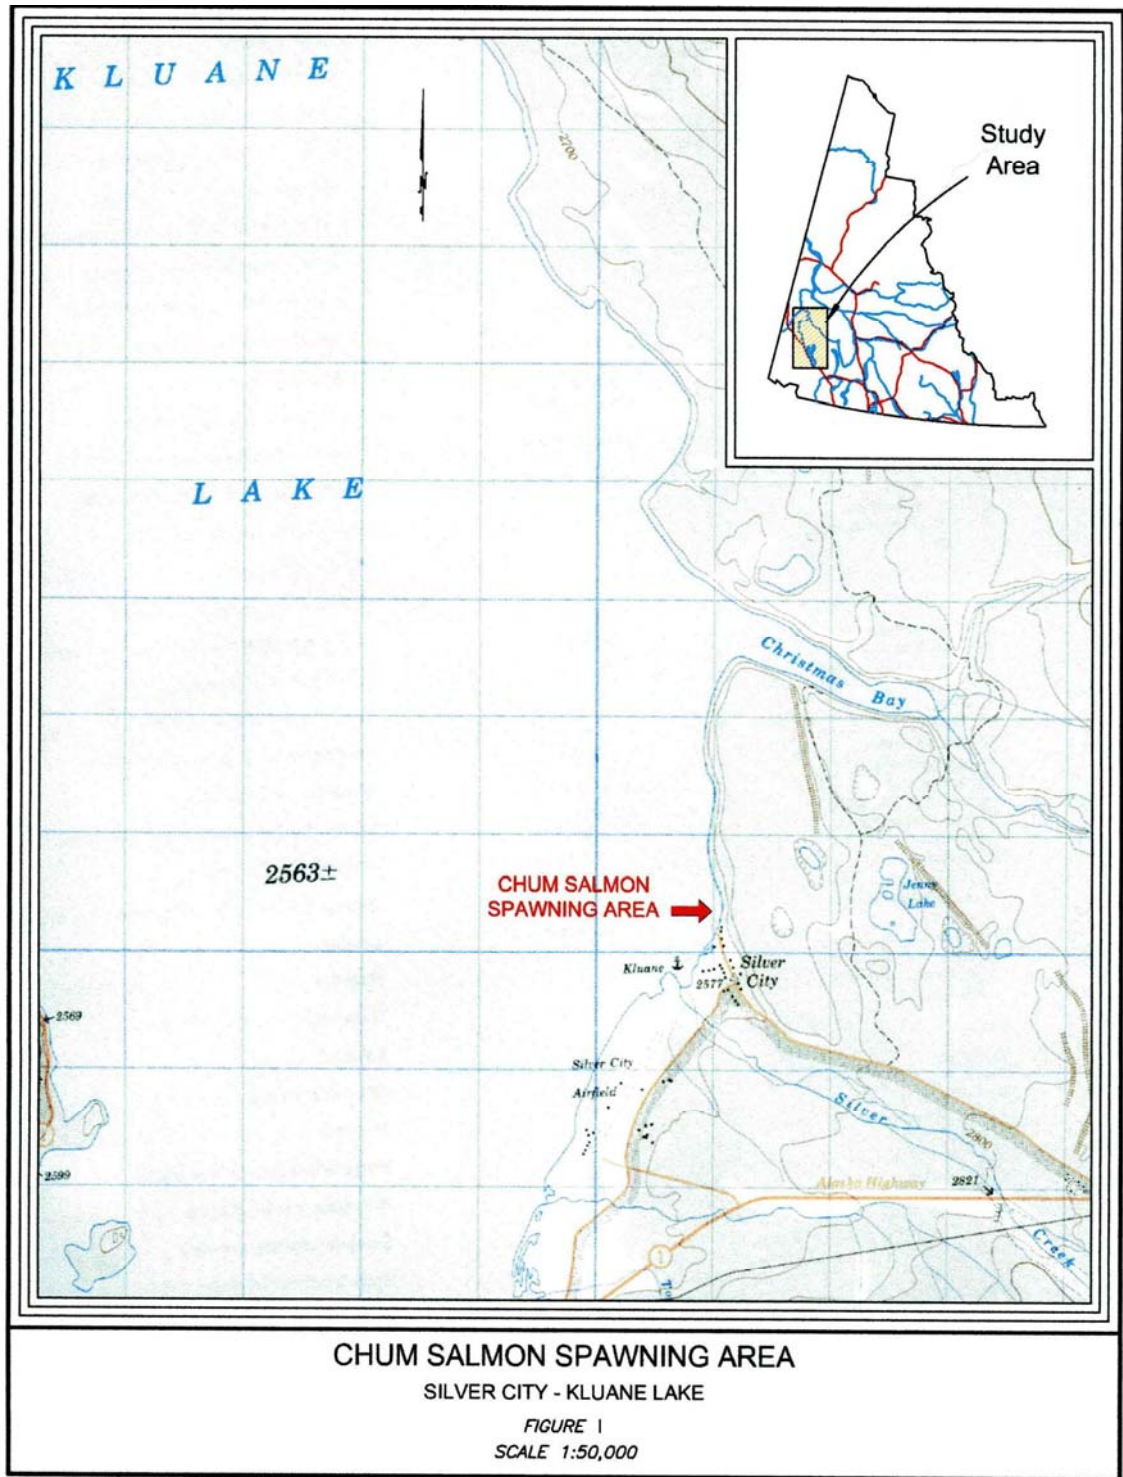 KLUANE
LAKE
2700
Study
Area
Christmas Bay
2563±
CHUM SALMON
SPAWNING AREA
Jenny
Lake
Kluane
Silver
City
2577
2569
Silver City
Airfield
Silver
2800
2599
Alaska Highway
2821
Creek
1
CHUM SALMON SPAWNING AREA
SILVER CITY - KLUANE LAKE
FIGURE 1
SCALE 1:50,000